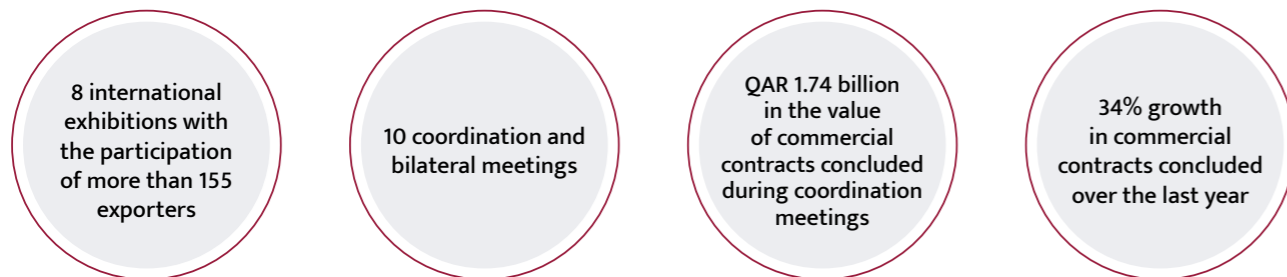 8 international
exhibitions with
the participation
of more than 155
exporters
10 coordination and
bilateral meetings
QAR 1.74 billion
in the value
of commercial
contracts concluded
during coordination
meetings
34% growth
in commercial
contracts concluded
over the last year